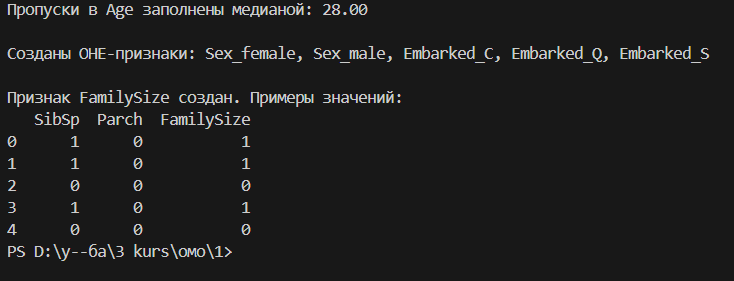 Пропуски в Age заполнены медианой: 28.00
Созданы OHE-признаки: Sex_female, Sex_male, Embarked_C, Embarked_Q, Embarked_S
Признак FamilySize создан. Примеры значений:
SibSp Parch FamilySize
0 1 0 1
1 1 0 1
2 0 0 0
3 1 0 1
4 0 0 0
PS D:\y--ба\3 kurs\омо\1>